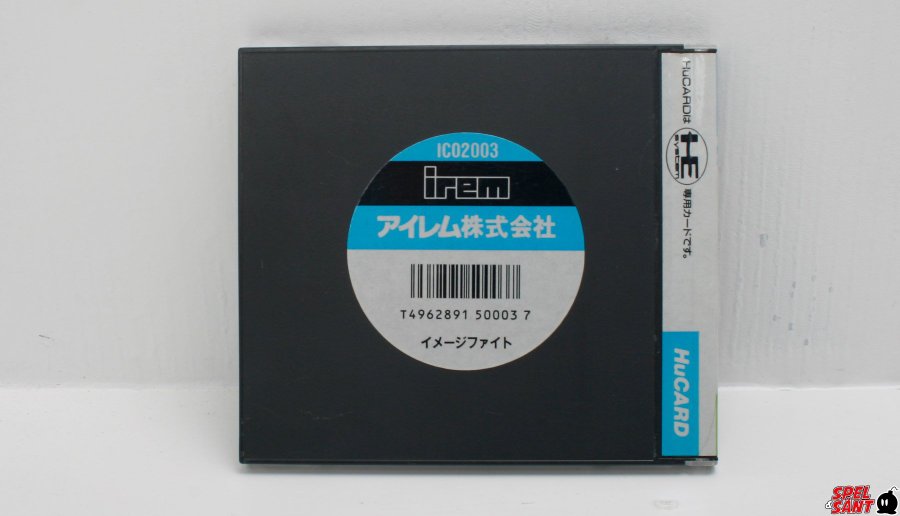 IC02003
irem
アイレム株式会社
T4962891 50003 7
イメージファイト
HuCARDは
HE
SYSTEM
専用カードです。
HuCARD
SPEL
SANT